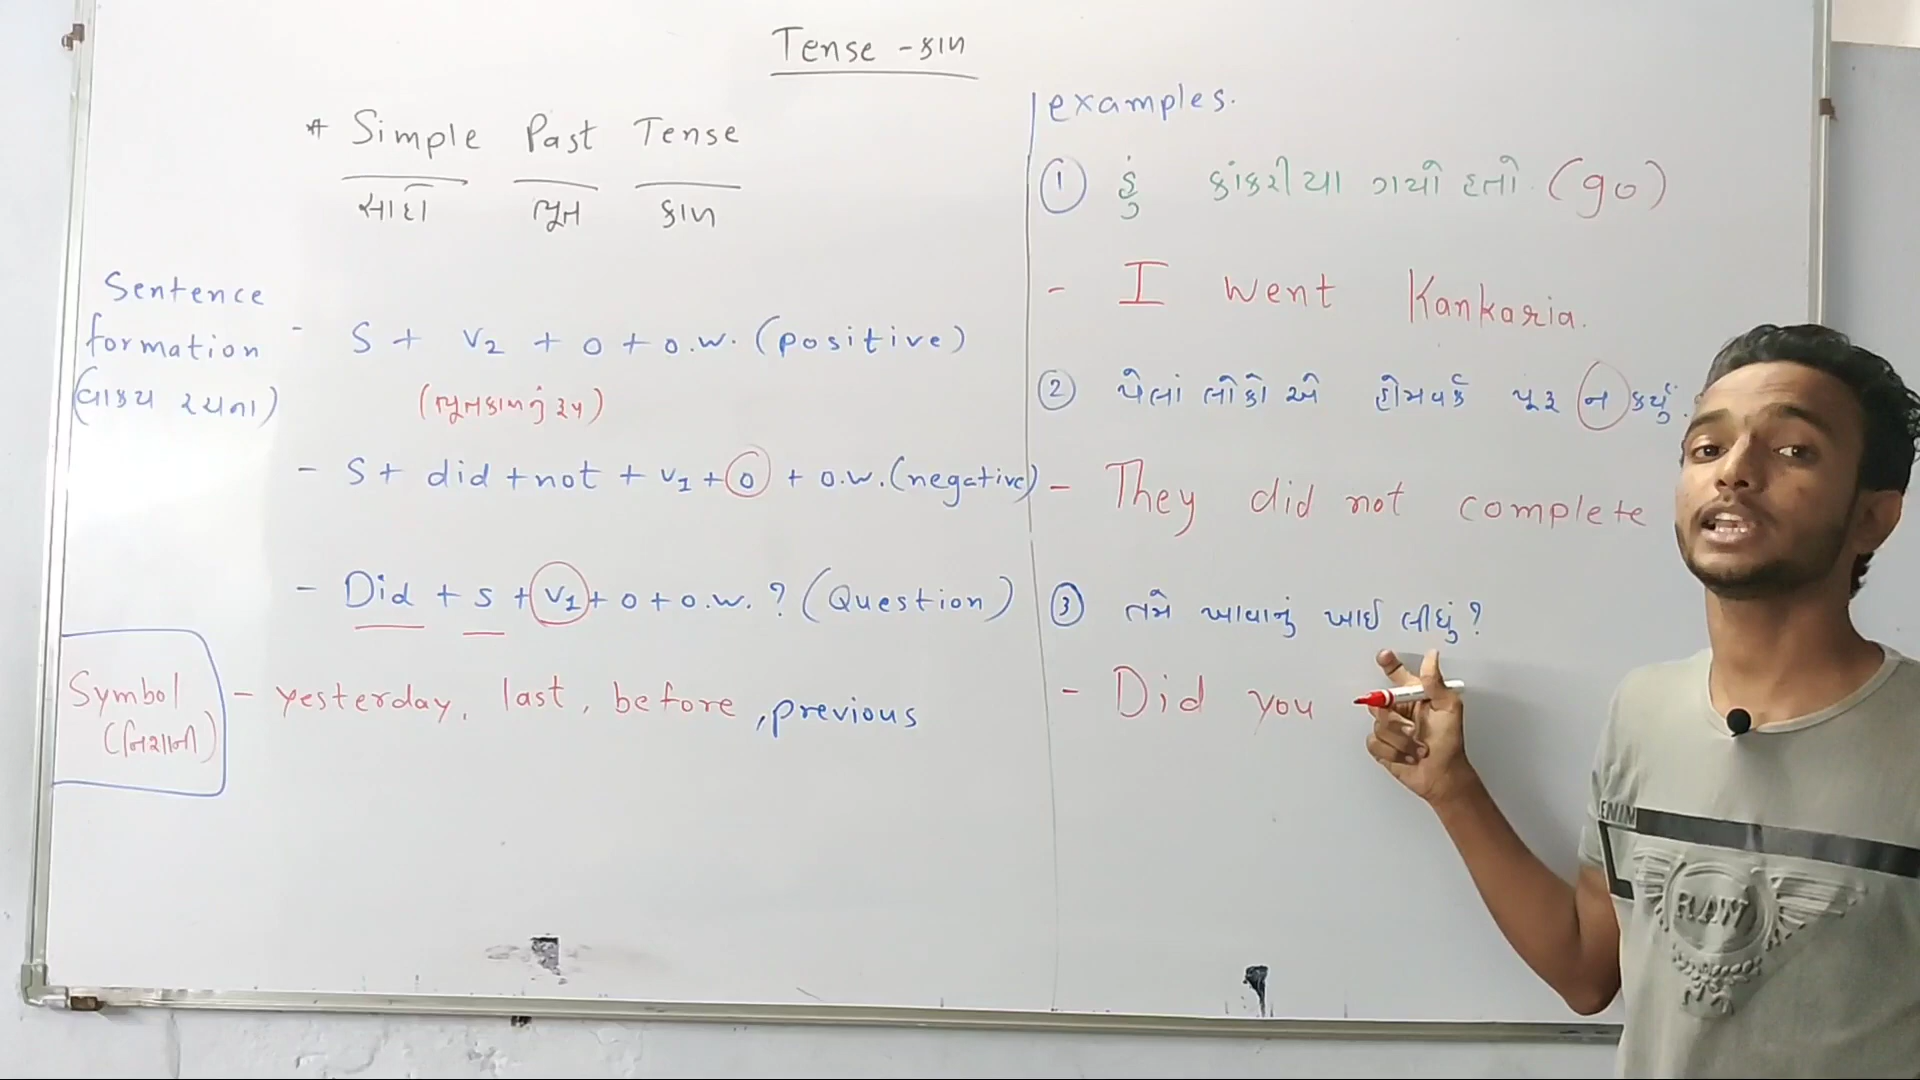 Tense - કાળ
* Simple Past Tense
સાદો ભૂત કાળ
Sentence formation
(વાક્ય રચના)
- S + V2 + O + O.W. (positive)
(ભૂતકાળનું રૂપ)
- S + did + not + V1 + O + O.W. (negative)
- Did + S + V1 + O + O.W. ? (Question)
Symbol
(નિશાની)
- yesterday, last, before, previous
examples.
① હું કાંકરીયા ગયો હતો. (go)
- I went Kankaria.
② પેલાં લોકો એ હોમવર્ક પૂરૂ ન કર્યું.
- They did not complete
③ તમે ખાવાનું ખાઈ લીધું?
- Did you
ENIN
RAW